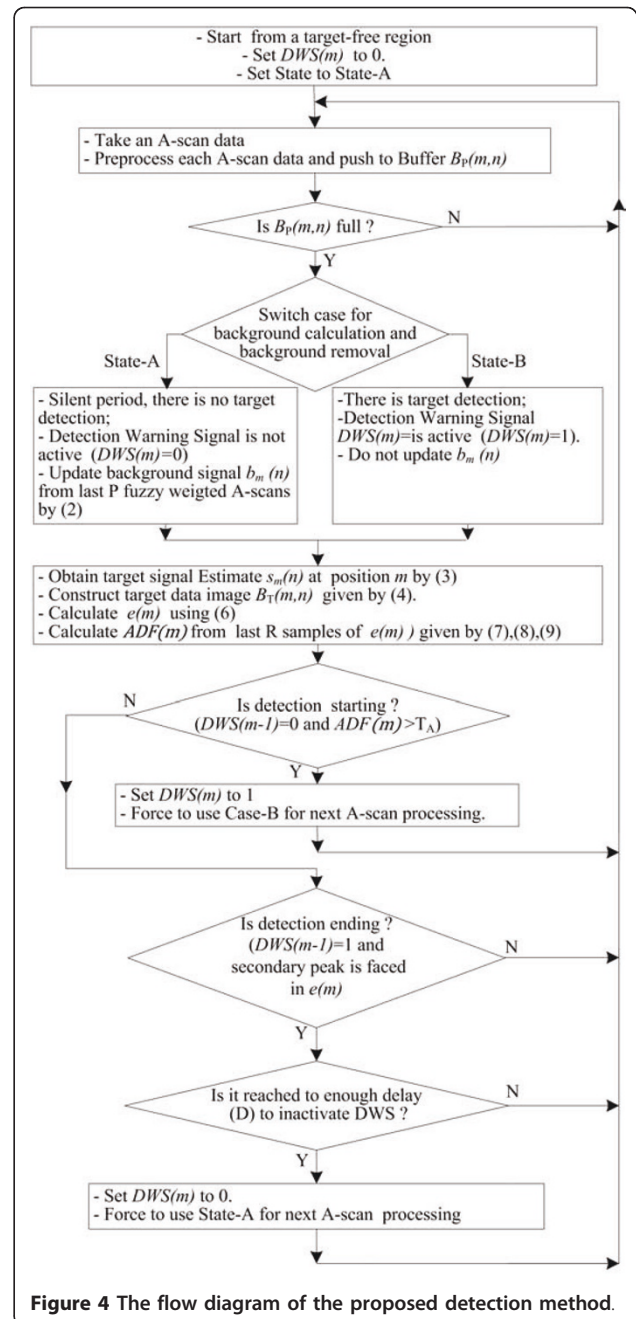 - Start from a target-free region
- Set DWS(m) to 0.
- Set State to State-A
- Take an A-scan data
- Preprocess each A-scan data and push to Buffer BP(m,n)
Is BP(m,n) full ?
N
Y
Switch case for
background calculation and
background removal
State-A
State-B
- Silent period, there is no target
detection;
- Detection Warning Signal is not
active (DWS(m)=0)
- Update background signal bm (n)
from last P fuzzy weigted A-scans
by (2)
-There is target detection;
-Detection Warning Signal
DWS(m)=is active (DWS(m)=1).
- Do not update bm (n)
- Obtain target signal Estimate sm(n) at position m by (3)
- Construct target data image BT(m,n) given by (4).
- Calculate e(m) using (6)
- Calculate ADF(m) from last R samples of e(m) ) given by (7),(8),(9)
N
Is detection starting ?
(DWS(m-1)=0 and ADF(m)>TA)
Y
- Set DWS(m) to 1
- Force to use Case-B for next A-scan processing.
Is detection ending ?
(DWS(m-1)=1 and
secondary peak is faced
in e(m)
N
Y
Is it reached to enough delay
(D) to inactivate DWS ?
N
Y
- Set DWS(m) to 0.
- Force to use State-A for next A-scan processing
Figure 4 The flow diagram of the proposed detection method.